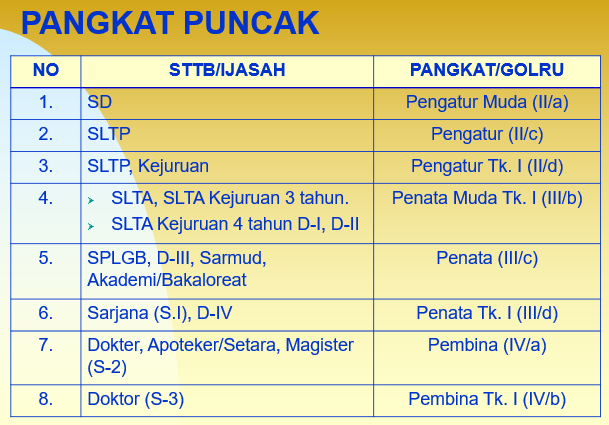 PANGKAT PUNCAK
NO STTB/IJASAH PANGKAT/GOLRU
1. SD Pengatur Muda (II/a)
2. SLTP Pengatur (II/c)
3. SLTP, Kejuruan Pengatur Tk. I (II/d)
4. SLTA, SLTA Kejuruan 3 tahun. Penata Muda Tk. I (III/b)
SLTA Kejuruan 4 tahun D-I, D-II
5. SPLGB, D-III, Sarmud, Penata (III/c)
Akademi/Bakaloreat
6. Sarjana (S.I), D-IV Penata Tk. I (III/d)
7. Dokter, Apoteker/Setara, Magister Pembina (IV/a)
(S-2)
8. Doktor (S-3) Pembina Tk. I (IV/b)